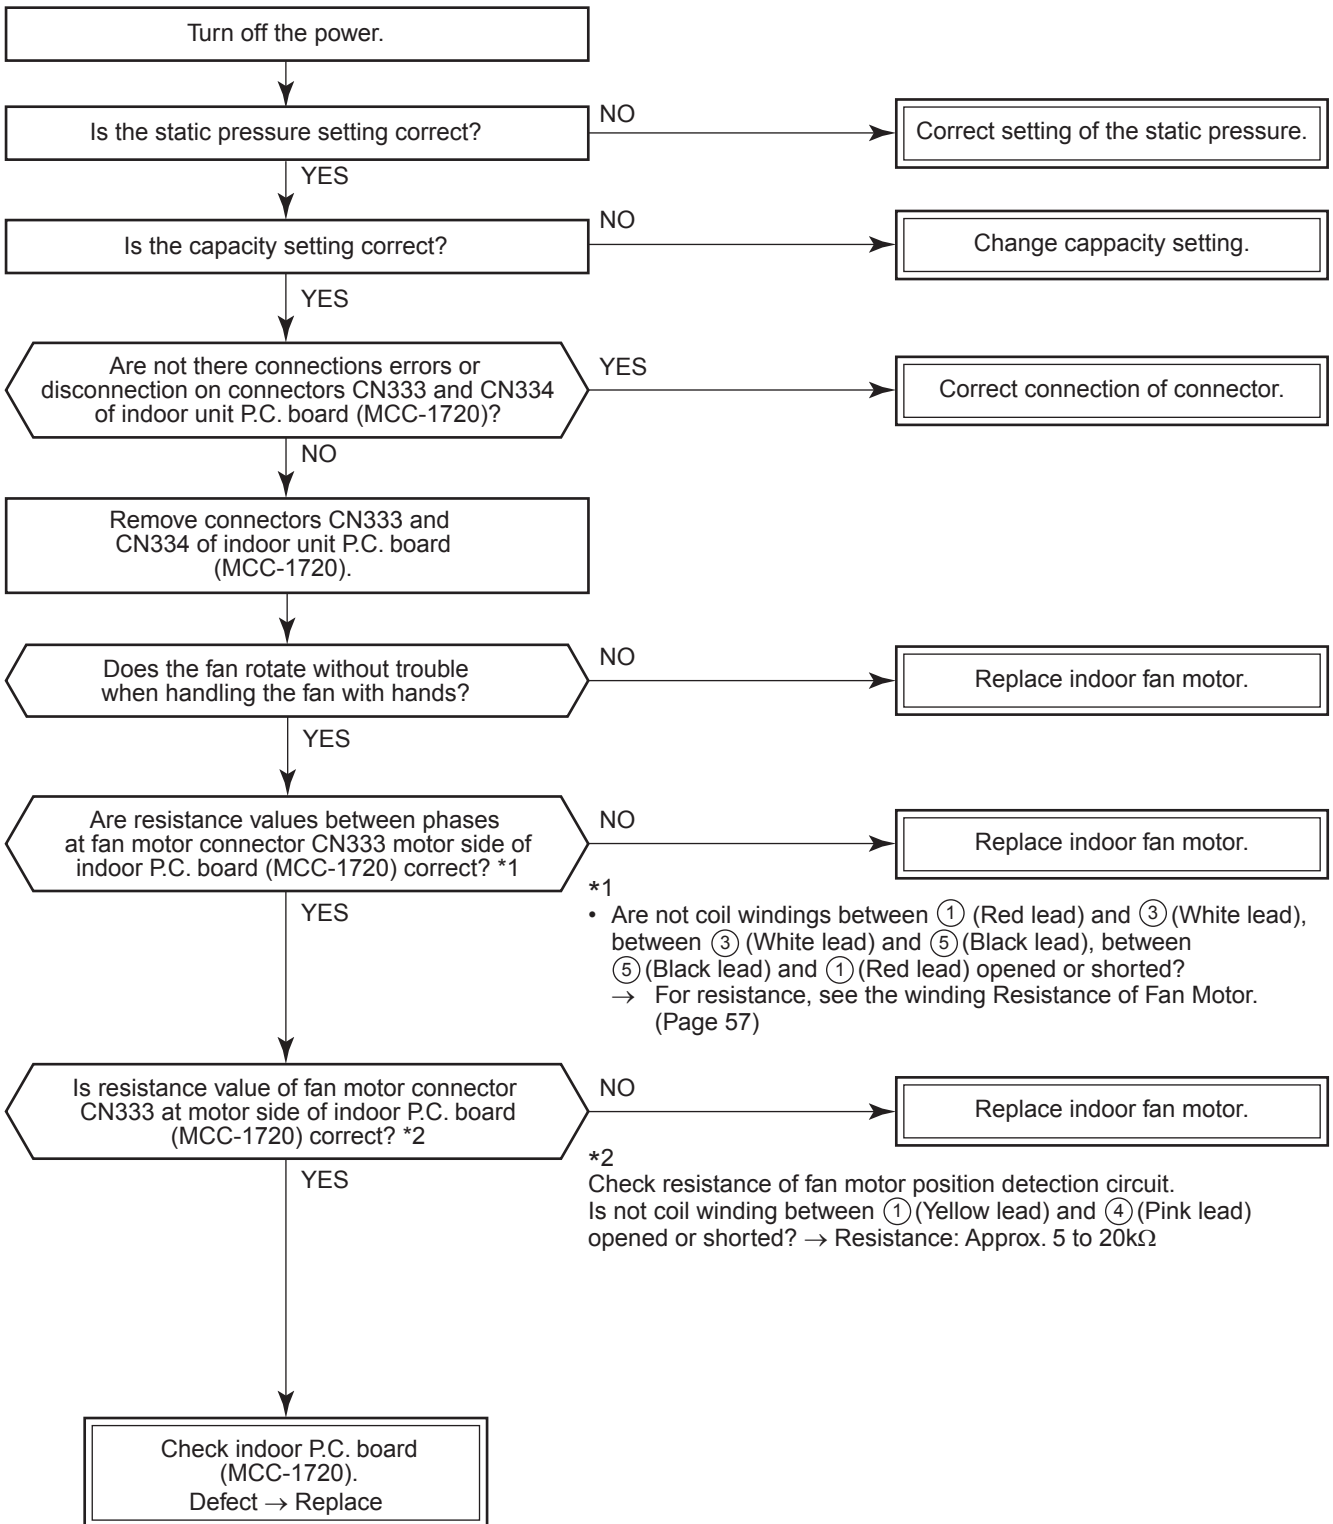 Turn off the power.
Is the static pressure setting correct?
NO
Correct setting of the static pressure.
YES
Is the capacity setting correct?
NO
Change cappacity setting.
YES
Are not there connections errors or
disconnection on connectors CN333 and CN334
of indoor unit P.C. board (MCC-1720)?
YES
Correct connection of connector.
NO
Remove connectors CN333 and
CN334 of indoor unit P.C. board
(MCC-1720).
Does the fan rotate without trouble
when handling the fan with hands?
NO
Replace indoor fan motor.
YES
Are resistance values between phases
at fan motor connector CN333 motor side of
indoor P.C. board (MCC-1720) correct? *1
NO
Replace indoor fan motor.
*1
• Are not coil windings between ① (Red lead) and ③ (White lead),
between ③ (White lead) and ⑤ (Black lead), between
⑤ (Black lead) and ① (Red lead) opened or shorted?
→ For resistance, see the winding Resistance of Fan Motor.
(Page 57)
YES
Is resistance value of fan motor connector
CN333 at motor side of indoor P.C. board
(MCC-1720) correct? *2
NO
Replace indoor fan motor.
*2
Check resistance of fan motor position detection circuit.
Is not coil winding between ① (Yellow lead) and ④ (Pink lead)
opened or shorted? → Resistance: Approx. 5 to 20kΩ
YES
Check indoor P.C. board
(MCC-1720).
Defect → Replace